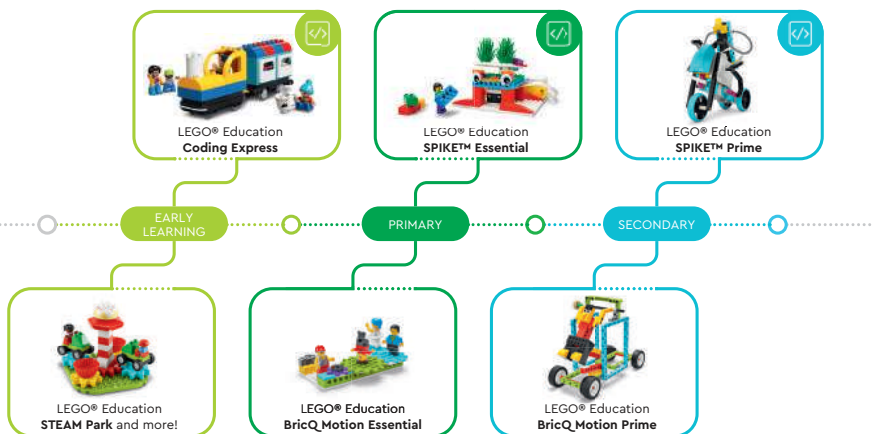 </>
</>
</>
LEGO® Education
Coding Express
LEGO® Education
SPIKE™ Essential
LEGO® Education
SPIKE™ Prime
EARLY
LEARNING
PRIMARY
SECONDARY
LEGO® Education
STEAM Park and more!
LEGO® Education
BricQ Motion Essential
LEGO® Education
BricQ Motion Prime